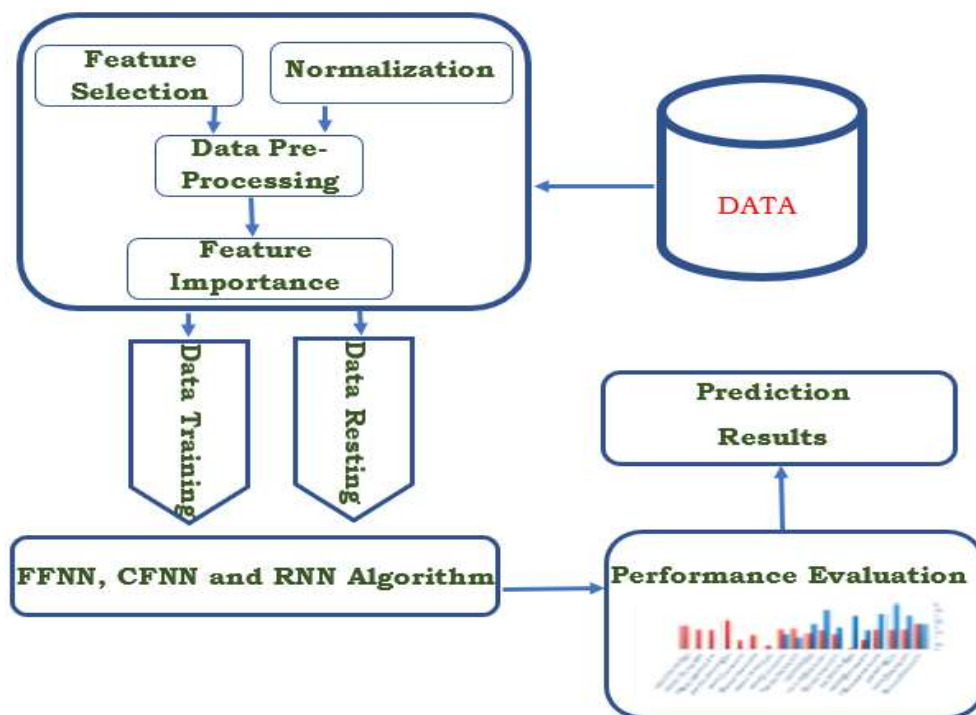 Feature
Selection
Normalization
Data Pre-
Processing
Feature
Importance
DATA
Data Training
Data Resting
Prediction
Results
FFNN, CFNN and RNN Algorithm
Performance Evaluation